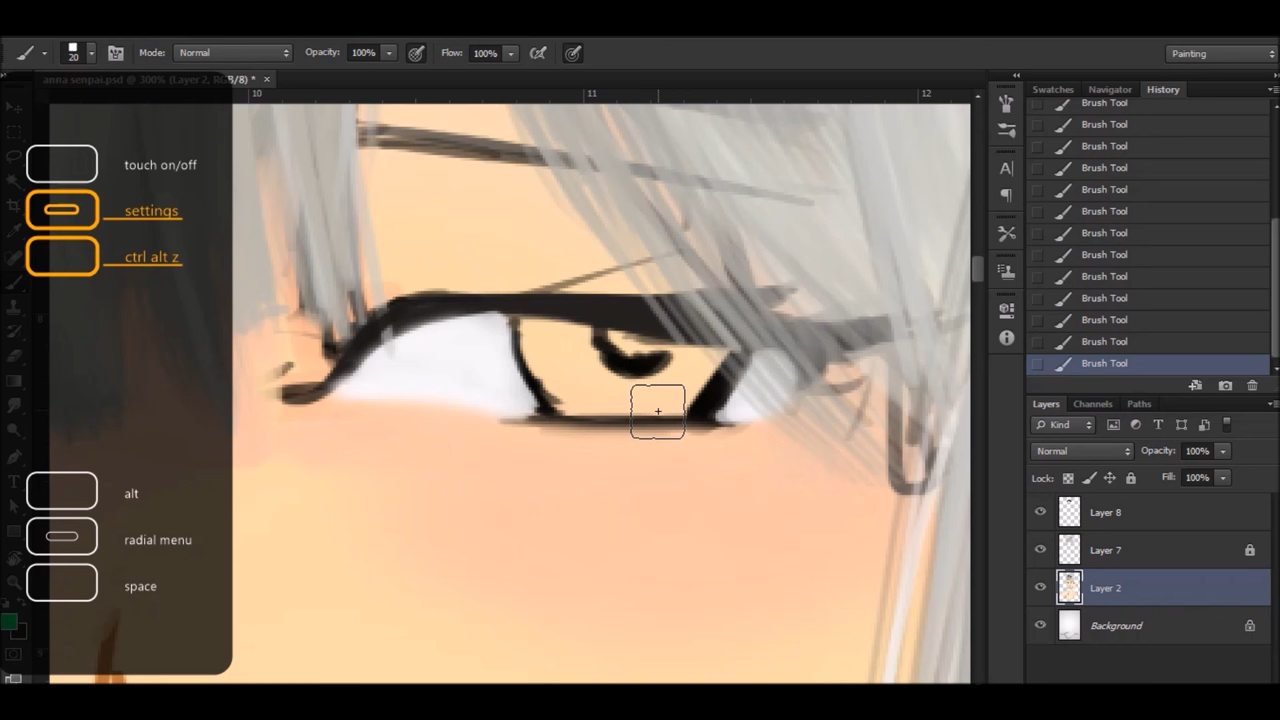 20
Mode: Normal
Opacity: 100%
Flow: 100%
Painting
anna senpai.psd @ 300% (Layer 2, RGB/8) * ×
10 11 12
touch on/off
settings
ctrl alt z
alt
radial menu
space
Swatches Navigator History
Brush Tool
Brush Tool
Brush Tool
Brush Tool
Brush Tool
Brush Tool
Brush Tool
Brush Tool
Brush Tool
Brush Tool
Brush Tool
Brush Tool
Brush Tool
Layers Channels Paths
Kind
Normal Opacity: 100%
Lock: Fill: 100%
Layer 8
Layer 7
Layer 2
Background